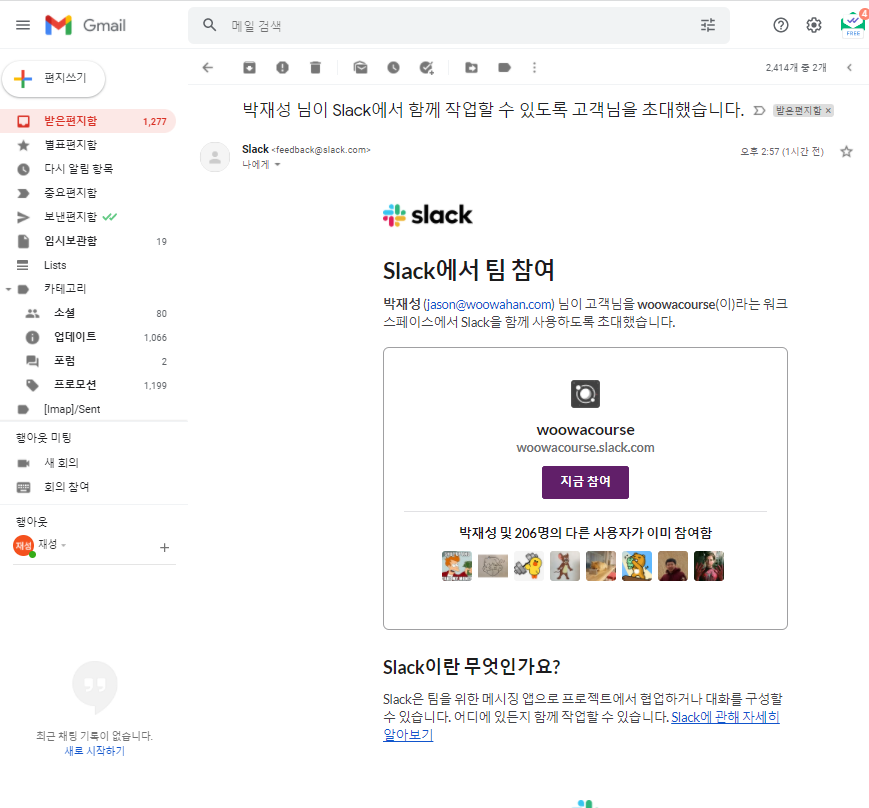 Gmail
메일 검색
4
FREE
편지쓰기
2,414개 중 2개
박재성 님이 Slack에서 함께 작업할 수 있도록 고객님을 초대했습니다.
받은편지함 ×
받은편지함 1,277
별표편지함
다시 알림 항목
중요편지함
보낸편지함
임시보관함 19
Lists
카테고리
소셜 80
업데이트 1,066
포럼 2
프로모션 1,199
[Imap]/Sent
행아웃 미팅
새 회의
회의 참여
행아웃
재성 재성
최근 채팅 기록이 없습니다.
새로 시작하기
Slack <feedback@slack.com>
오후 2:57 (1시간 전)
나에게
slack
Slack에서 팀 참여
박재성 (jason@woowahan.com) 님이 고객님을 woowacourse(이)라는 워크
스페이스에서 Slack을 함께 사용하도록 초대했습니다.
woowacourse
woowacourse.slack.com
지금 참여
박재성 및 206명의 다른 사용자가 이미 참여함
Slack이란 무엇인가요?
Slack은 팀을 위한 메시징 앱으로 프로젝트에서 협업하거나 대화를 구성할
수 있습니다. 어디에 있든지 함께 작업할 수 있습니다. Slack에 관해 자세히
알아보기